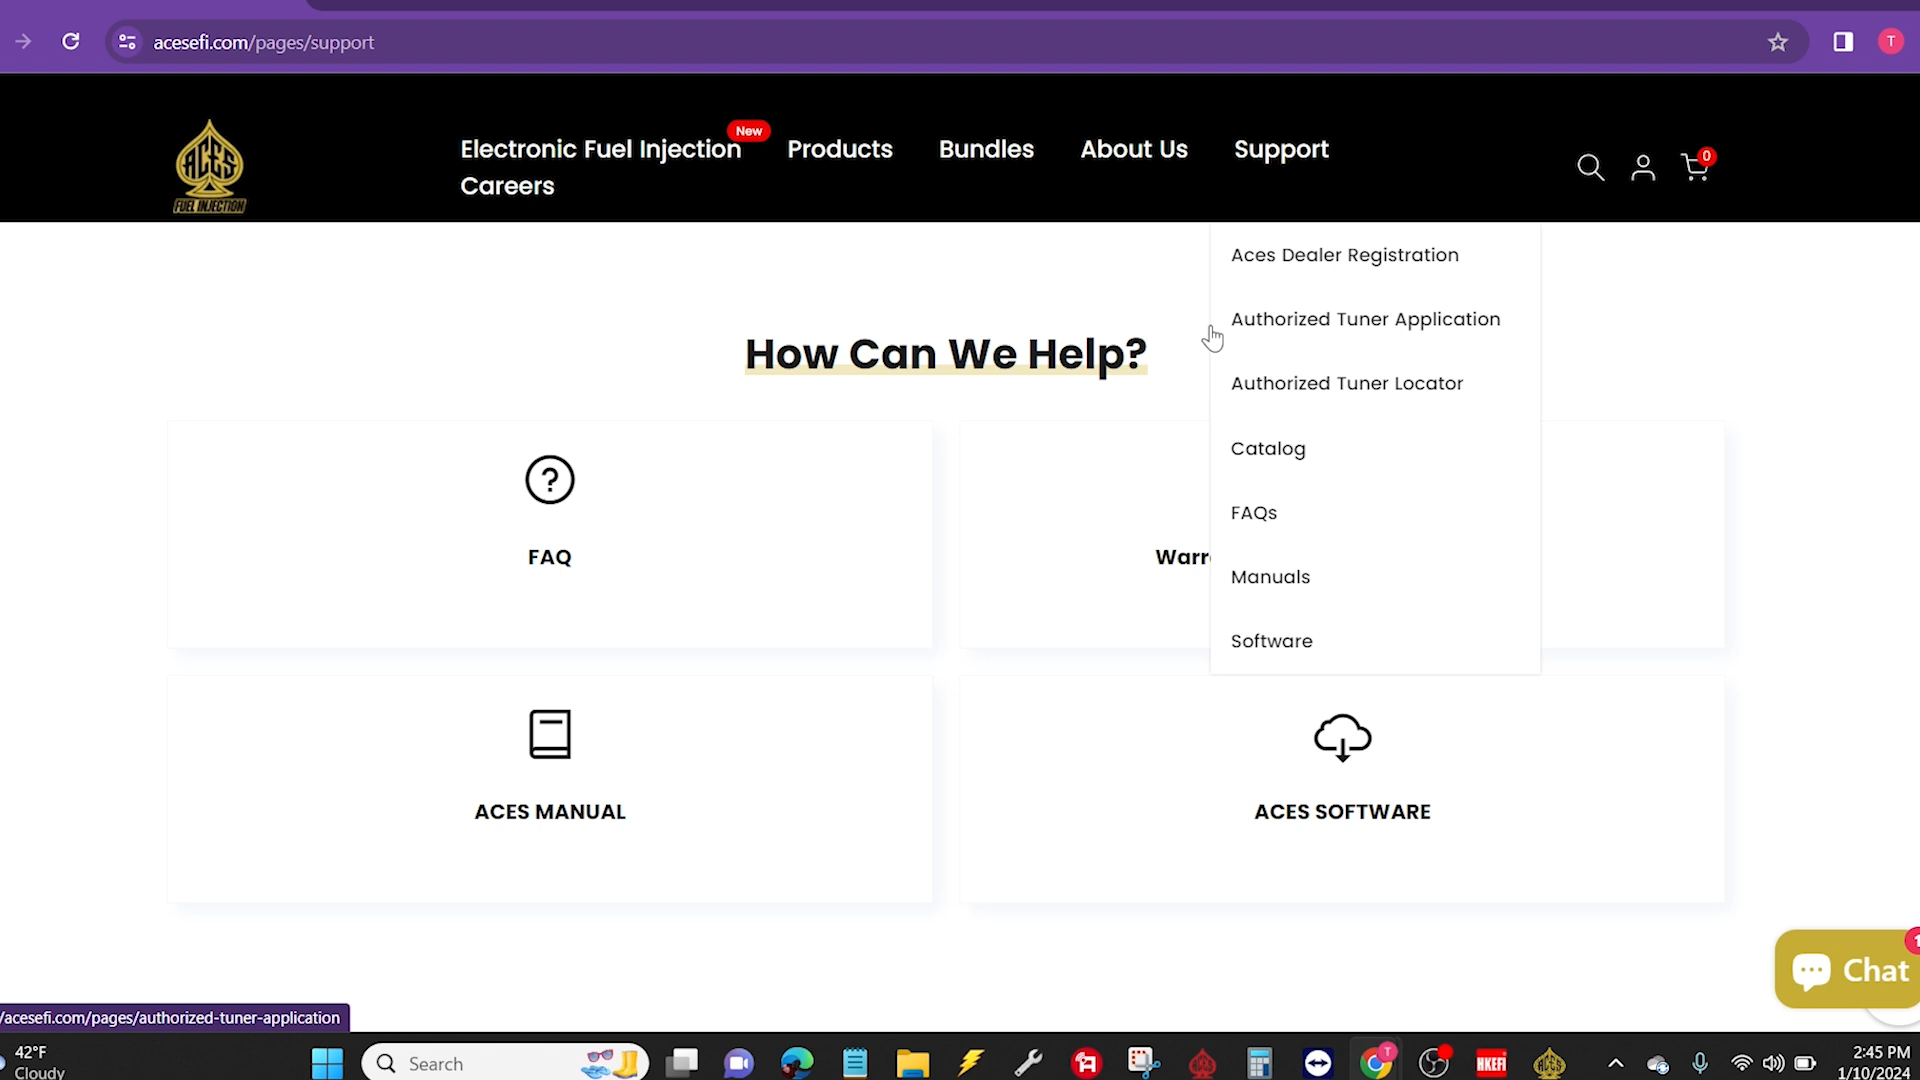 acesefi.com/pages/support
T
ACES
FUEL INJECTION
Electronic Fuel Injection
New
Products
Bundles
About Us
Support
Careers
0
Aces Dealer Registration
Authorized Tuner Application
Authorized Tuner Locator
Catalog
FAQs
Manuals
Software
How Can We Help?
FAQ
Warr
ACES MANUAL
ACES SOFTWARE
Chat
/acesefi.com/pages/authorized-tuner-application
42°F
Cloudy
Search
T
HKEFI
2:45 PM
1/10/2024